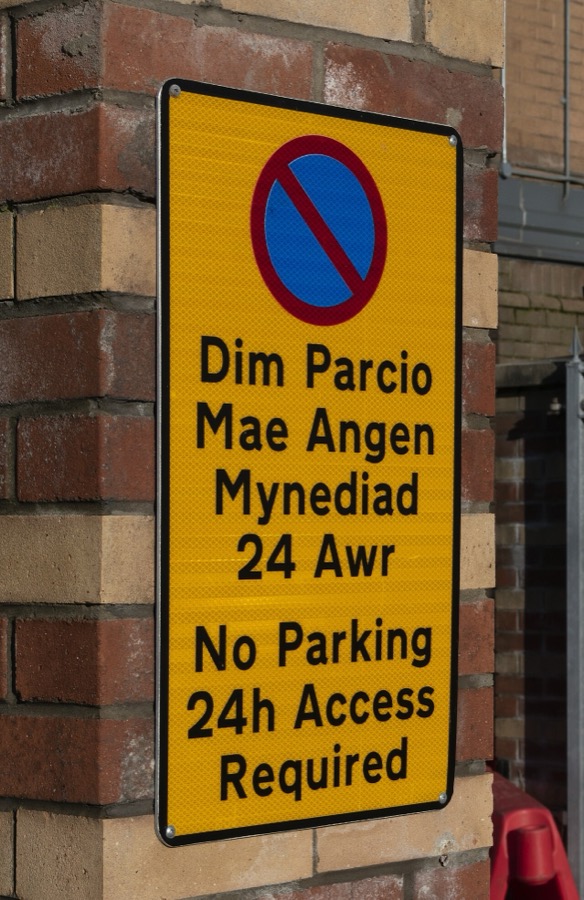 Dim Parcio
Mae Angen
Mynediad
24 Awr
No Parking
24h Access
Required